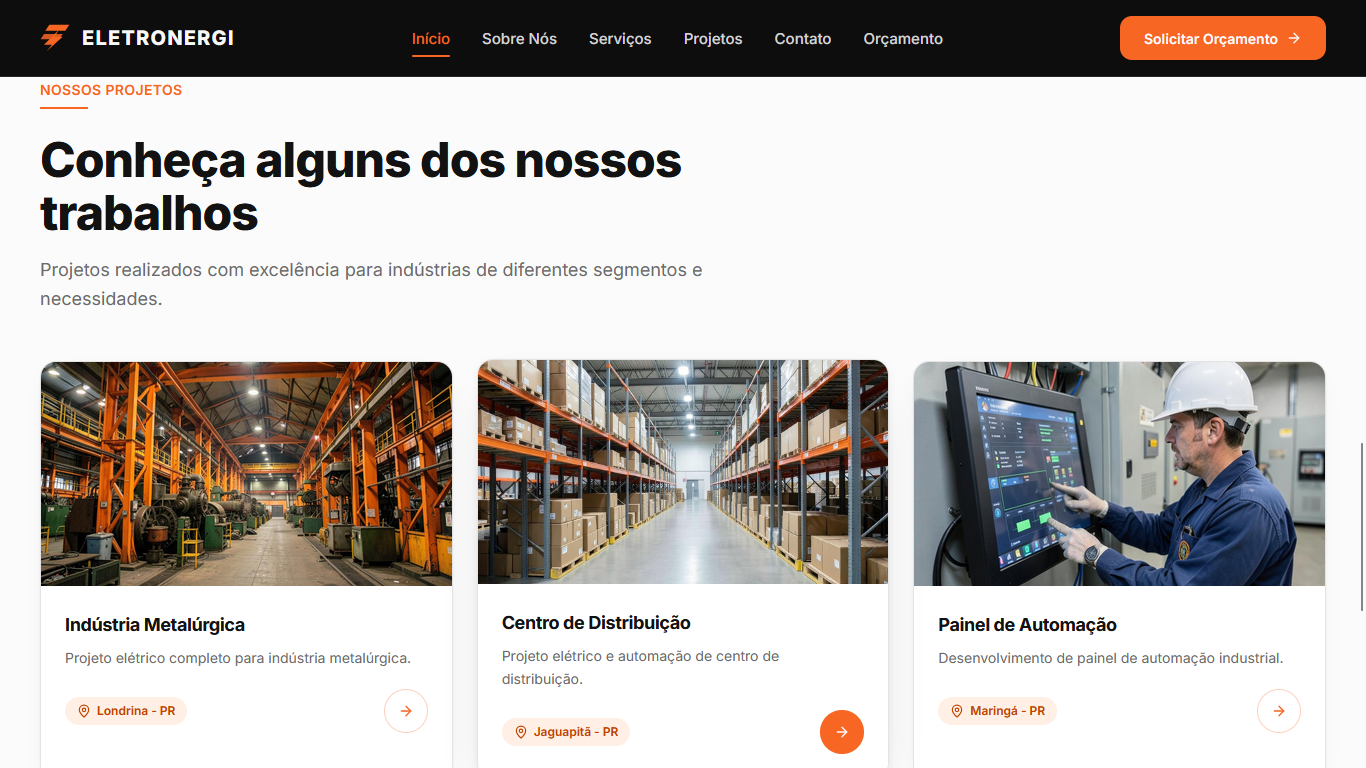 ELETRONERGI
Início
Sobre Nós
Serviços
Projetos
Contato
Orçamento
Solicitar Orçamento
NOSSOS PROJETOS
Conheça alguns dos nossos
trabalhos
Projetos realizados com excelência para indústrias de diferentes segmentos e
necessidades.
Indústria Metalúrgica
Projeto elétrico completo para indústria metalúrgica.
Londrina - PR
Centro de Distribuição
Projeto elétrico e automação de centro de
distribuição.
Jaguapitã - PR
Painel de Automação
Desenvolvimento de painel de automação industrial.
Maringá - PR